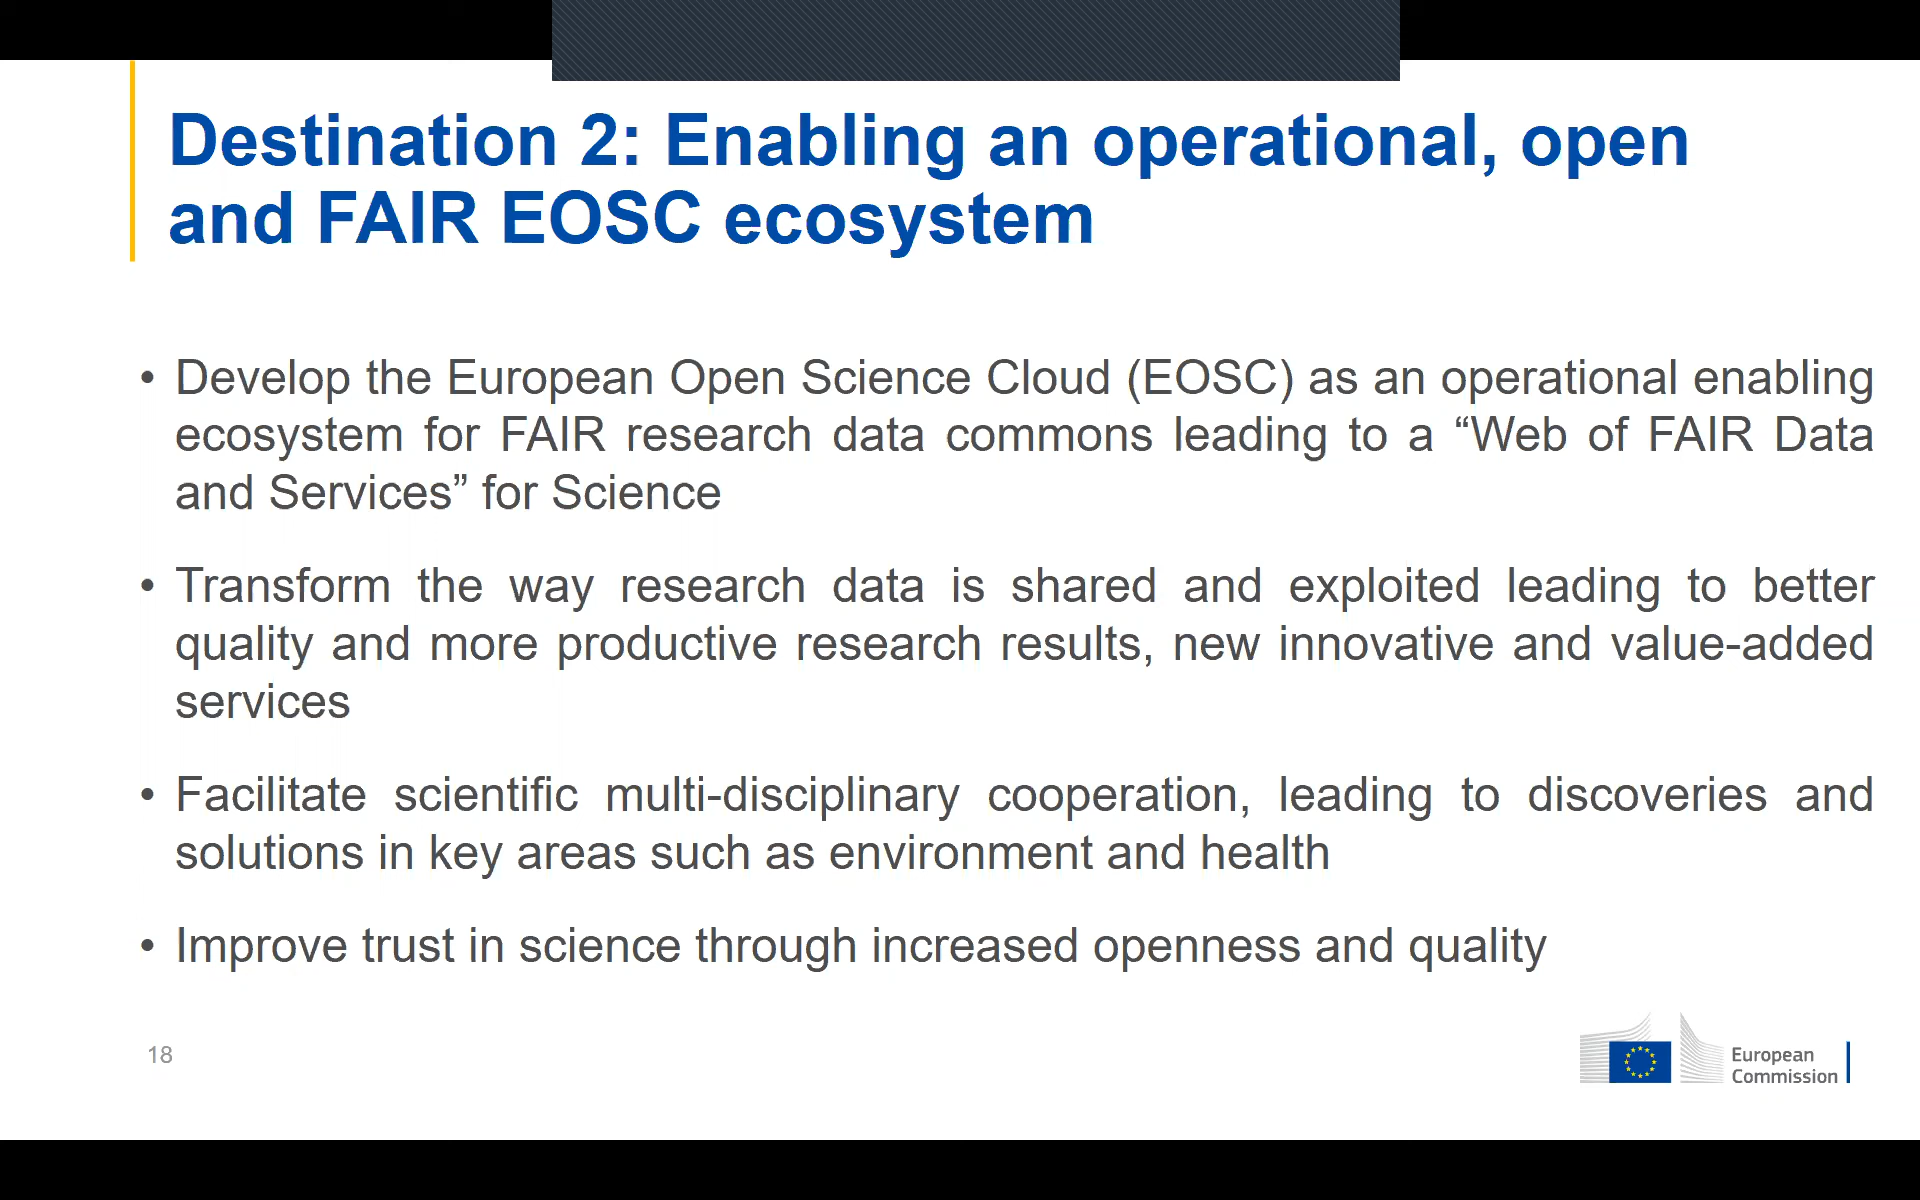 Destination 2: Enabling an operational, open
and FAIR EOSC ecosystem
• Develop the European Open Science Cloud (EOSC) as an operational enabling
ecosystem for FAIR research data commons leading to a “Web of FAIR Data
and Services” for Science
• Transform the way research data is shared and exploited leading to better
quality and more productive research results, new innovative and value-added
services
• Facilitate scientific multi-disciplinary cooperation, leading to discoveries and
solutions in key areas such as environment and health
• Improve trust in science through increased openness and quality
18
European
Commission